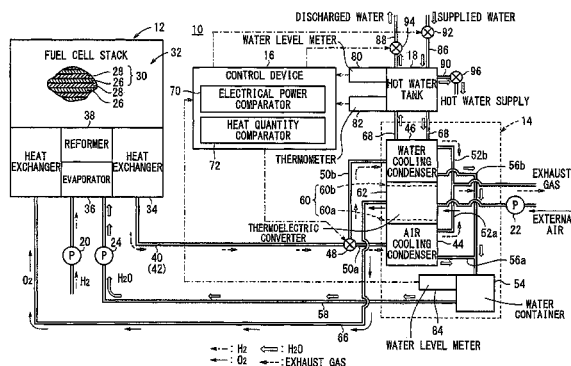 DISCHARGED WATER
SUPPLIED WATER
10
12
32
FUEL CELL STACK
28
26
28
26
30
38
HEAT EXCHANGER
REFORMER
EVAPORATOR
HEAT EXCHANGER
36
34
WATER LEVEL METER
16
CONTROL DEVICE
70
ELECTRICAL POWER COMPARATOR
HEAT QUANTITY COMPARATOR
72
94
88
92
86
18
80
90
96
HOT WATER TANK
HOT WATER SUPPLY
82
THERMOMETER
68
46
68
14
WATER COOLING CONDENSER
52b
56b
50b
EXHAUST GAS
60b
62
60
60a
P
22
EXTERNAL AIR
THERMOELECTRIC CONVERTER
AIR COOLING CONDENSER
44
52a
48
50a
56a
40
(42)
20
P
24
P
H2
H2O
O2
54
WATER CONTAINER
58
66
84
WATER LEVEL METER
: H2
: O2
: H2O
: EXHAUST GAS